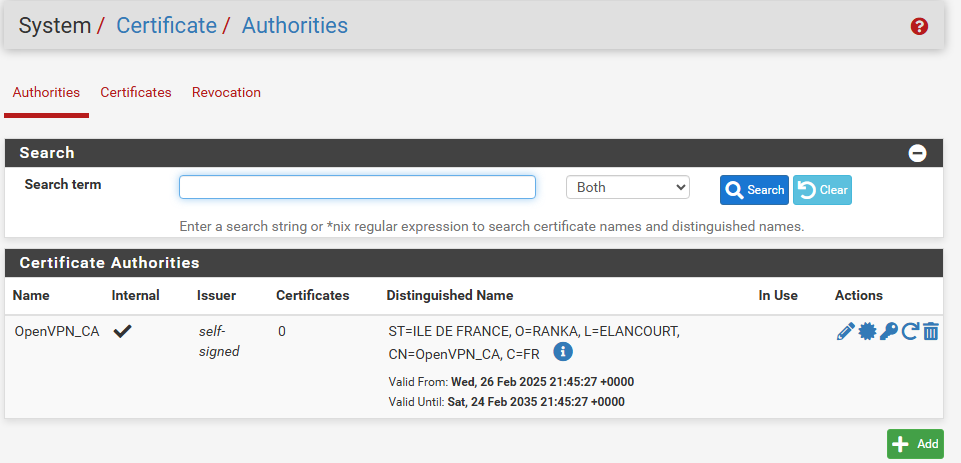 System / Certificate / Authorities
Authorities Certificates Revocation
Search
Search term Both Search Clear
Enter a search string or *nix regular expression to search certificate names and distinguished names.
Certificate Authorities
Name Internal Issuer Certificates Distinguished Name In Use Actions
OpenVPN_CA self-signed 0 ST=ILE DE FRANCE, O=RANKA, L=ELANCOURT,
CN=OpenVPN_CA, C=FR
Valid From: Wed, 26 Feb 2025 21:45:27 +0000
Valid Until: Sat, 24 Feb 2035 21:45:27 +0000
Add